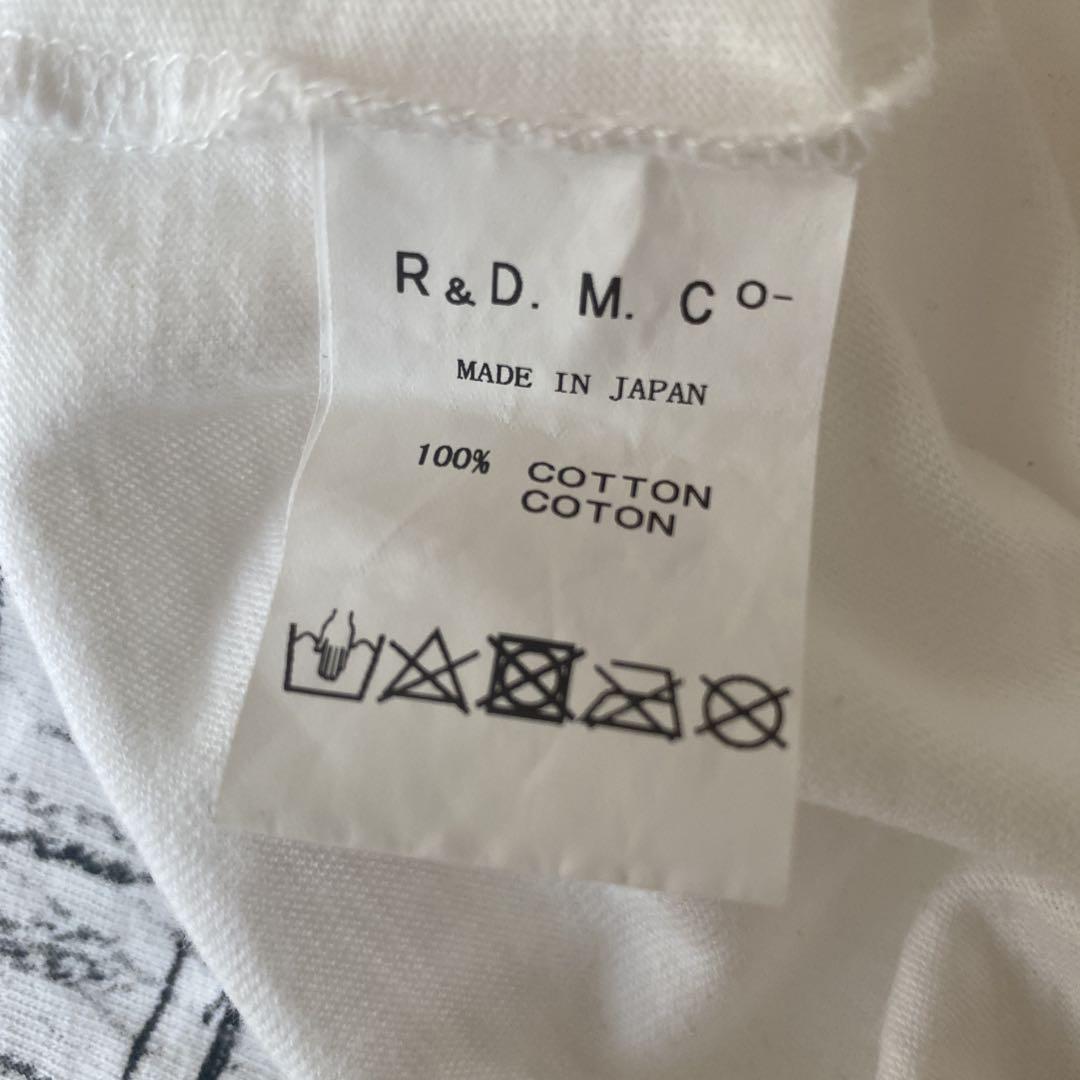 R&D. M. Co-
MADE IN JAPAN
100% COTTON
COTON